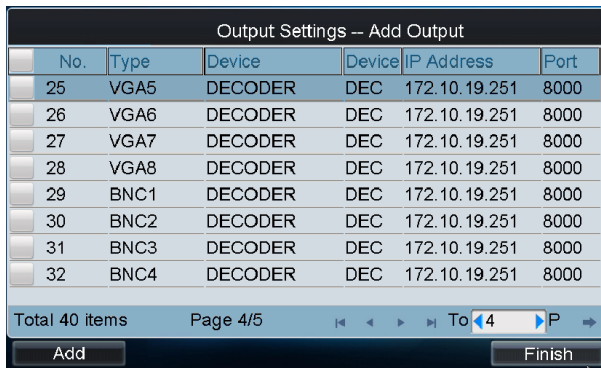 Output Settings -- Add Output
No. Type Device Device IP Address Port
25 VGA5 DECODER DEC 172.10.19.251 8000
26 VGA6 DECODER DEC 172.10.19.251 8000
27 VGA7 DECODER DEC 172.10.19.251 8000
28 VGA8 DECODER DEC 172.10.19.251 8000
29 BNC1 DECODER DEC 172.10.19.251 8000
30 BNC2 DECODER DEC 172.10.19.251 8000
31 BNC3 DECODER DEC 172.10.19.251 8000
32 BNC4 DECODER DEC 172.10.19.251 8000
Total 40 items Page 4/5 To 4 P
Add Finish